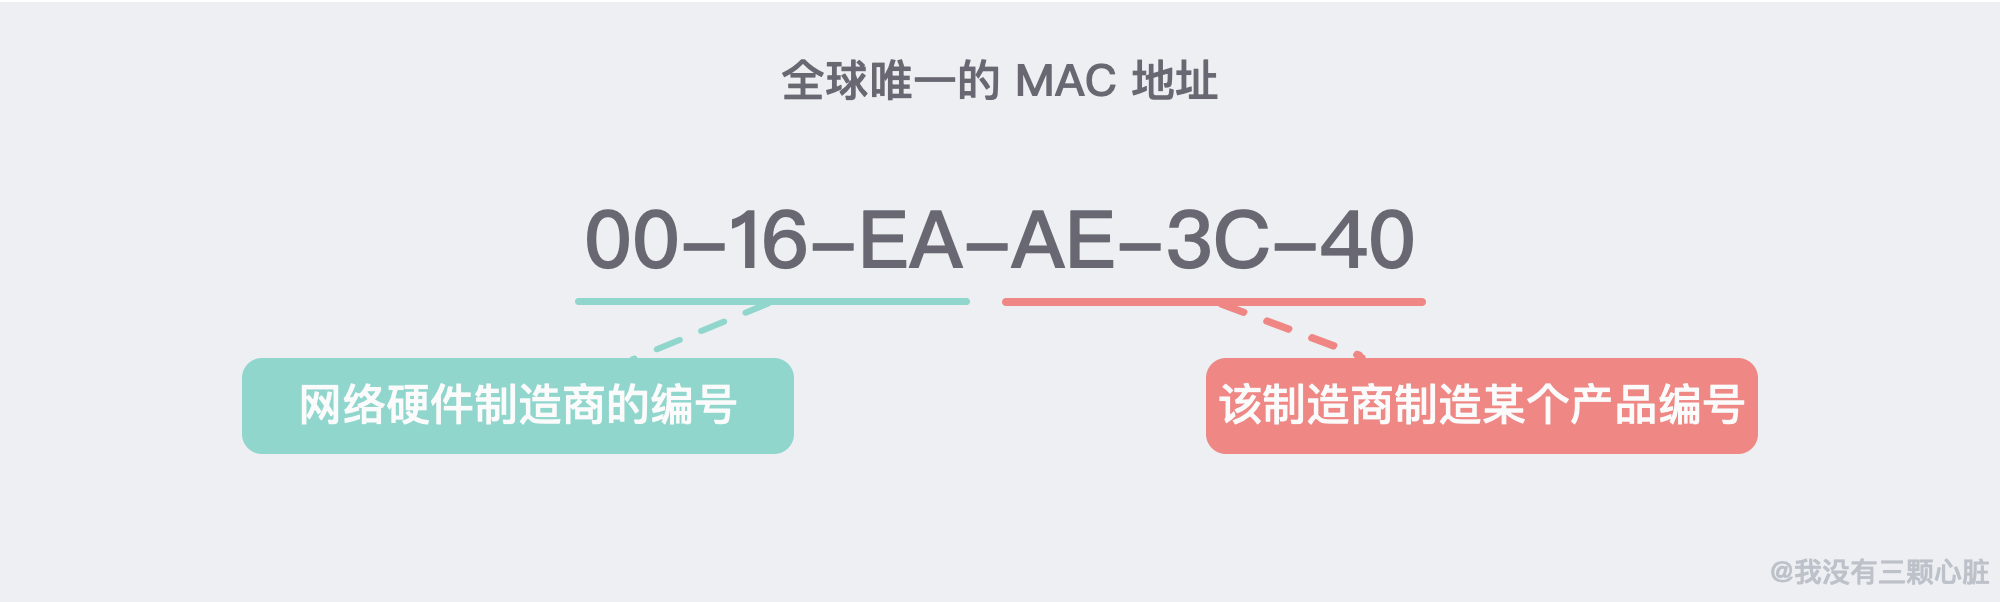 全球唯一的 MAC 地址
00-16-EA-AE-3C-40
网络硬件制造商的编号
该制造商制造某个产品编号
@我没有三颗心脏